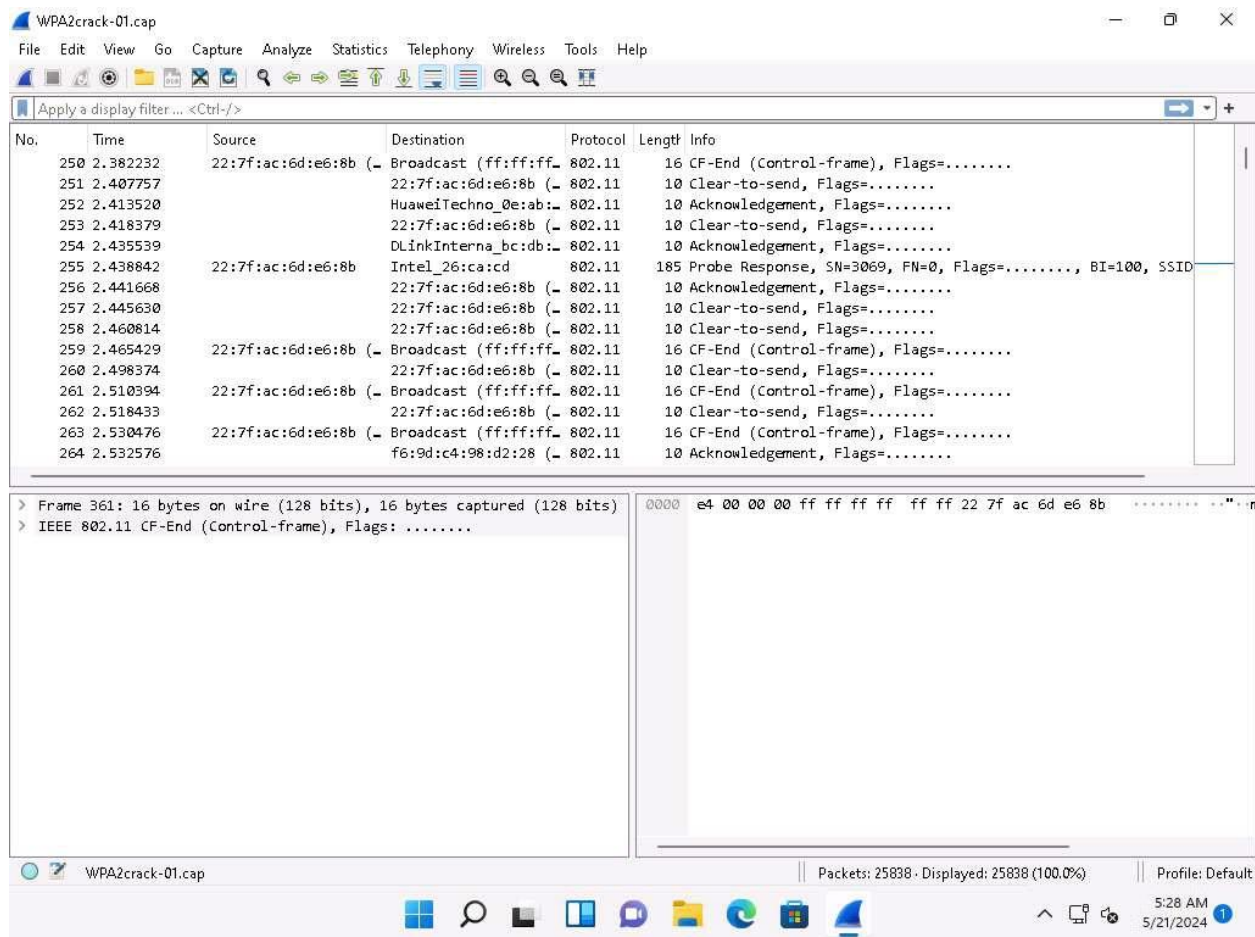 WPA2crack-01.cap
File Edit View Go Capture Analyze Statistics Telephony Wireless Tools Help
Apply a display filter ... <Ctrl-/>
No. Time Source Destination Protocol Length Info
250 2.382232 22:7f:ac:6d:e6:8b (… Broadcast (ff:ff:ff… 802.11 16 CF-End (Control-frame), Flags=........
251 2.407757 22:7f:ac:6d:e6:8b (… 802.11 10 Clear-to-send, Flags=........
252 2.413520 HuaweiTechno_0e:ab:… 802.11 10 Acknowledgement, Flags=........
253 2.418379 22:7f:ac:6d:e6:8b (… 802.11 10 Clear-to-send, Flags=........
254 2.435539 DLinkInterna_bc:db:… 802.11 10 Acknowledgement, Flags=........
255 2.438842 22:7f:ac:6d:e6:8b Intel_26:ca:cd 802.11 185 Probe Response, SN=3069, FN=0, Flags=........, BI=100, SSID
256 2.441668 22:7f:ac:6d:e6:8b (… 802.11 10 Acknowledgement, Flags=........
257 2.445630 22:7f:ac:6d:e6:8b (… 802.11 10 Clear-to-send, Flags=........
258 2.460814 22:7f:ac:6d:e6:8b (… 802.11 10 Clear-to-send, Flags=........
259 2.465429 22:7f:ac:6d:e6:8b (… Broadcast (ff:ff:ff… 802.11 16 CF-End (Control-frame), Flags=........
260 2.498374 22:7f:ac:6d:e6:8b (… 802.11 10 Clear-to-send, Flags=........
261 2.510394 22:7f:ac:6d:e6:8b (… Broadcast (ff:ff:ff… 802.11 16 CF-End (Control-frame), Flags=........
262 2.518433 22:7f:ac:6d:e6:8b (… 802.11 10 Clear-to-send, Flags=........
263 2.530476 22:7f:ac:6d:e6:8b (… Broadcast (ff:ff:ff… 802.11 16 CF-End (Control-frame), Flags=........
264 2.532576 f6:9d:c4:98:d2:28 (… 802.11 10 Acknowledgement, Flags=........
> Frame 361: 16 bytes on wire (128 bits), 16 bytes captured (128 bits)
> IEEE 802.11 CF-End (Control-frame), Flags: ........
0000 e4 00 00 00 ff ff ff ff ff ff 22 7f ac 6d e6 8b ········ ··"··m
WPA2crack-01.cap
Packets: 25838 · Displayed: 25838 (100.0%)
Profile: Default
5:28 AM
5/21/2024
1